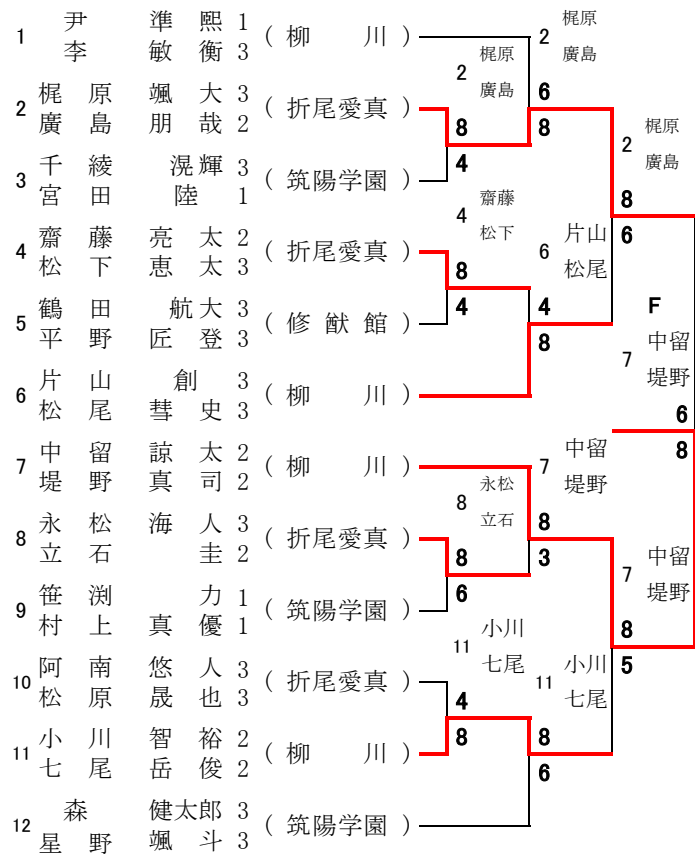 1 尹 準熙 1 (柳川)
李 敏衡 3
2 梶原 颯大 3 (折尾愛真)
廣島 朋哉 2
3 千綾 滉輝 3 (筑陽学園)
宮田 陸 1
4 齋藤 亮太 2 (折尾愛真)
松下 恵太 3
5 鶴田 航大 3 (修猷館)
平野 匠登 3
6 片山 創 3 (柳川)
松尾 彗史 3
7 中留 諒太 2 (柳川)
堤野 真司 2
8 永松 海人 3 (折尾愛真)
立石 圭 2
9 笹渕 力 1 (筑陽学園)
村上 真優 1
10 阿南 悠人 3 (折尾愛真)
松原 晟也 3
11 小川 智裕 2 (柳川)
七尾 岳俊 2
12 森 健太郎 3 (筑陽学園)
星野 颯斗 3
2 梶原
廣島
8
4
4 齋藤
松下
8
4
8 永松
立石
8
6
11 小川
七尾
4
8
2 梶原
廣島
6
8
6 片山
松尾
4
8
7 中留
堤野
8
3
11 小川
七尾
8
6
2 梶原
廣島
8
6
7 中留
堤野
8
5
F
7 中留
堤野
6
8